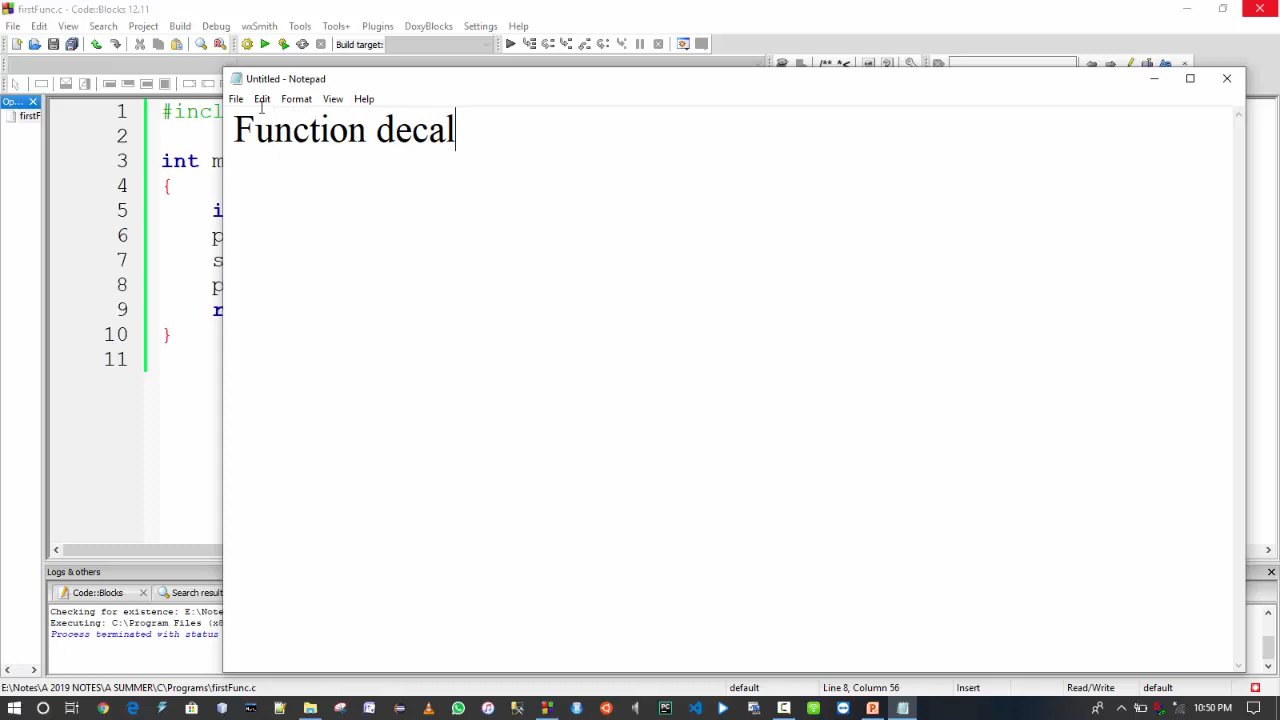 firstFunc.c - Code::Blocks 12.11
File Edit View Search Project Build Debug wxSmith Tools Tools+ Plugins DoxyBlocks Settings Help
Build target:
Untitled - Notepad
File Edit Format View Help
Function decal
Op...
firstF
1 #incl
2
3 int m
4 {
5 i
6 p
7 s
8 p
9 r
10 }
11
Logs & others
Code::Blocks Search result
Checking for existence: E:\Note
Executing: C:\Program Files (x8
Process terminated with status
E:\Notes\A 2019 NOTES\A SUMMER\C\Programs\firstFunc.c default Line 8, Column 56 Insert Read/Write default
10:50 PM